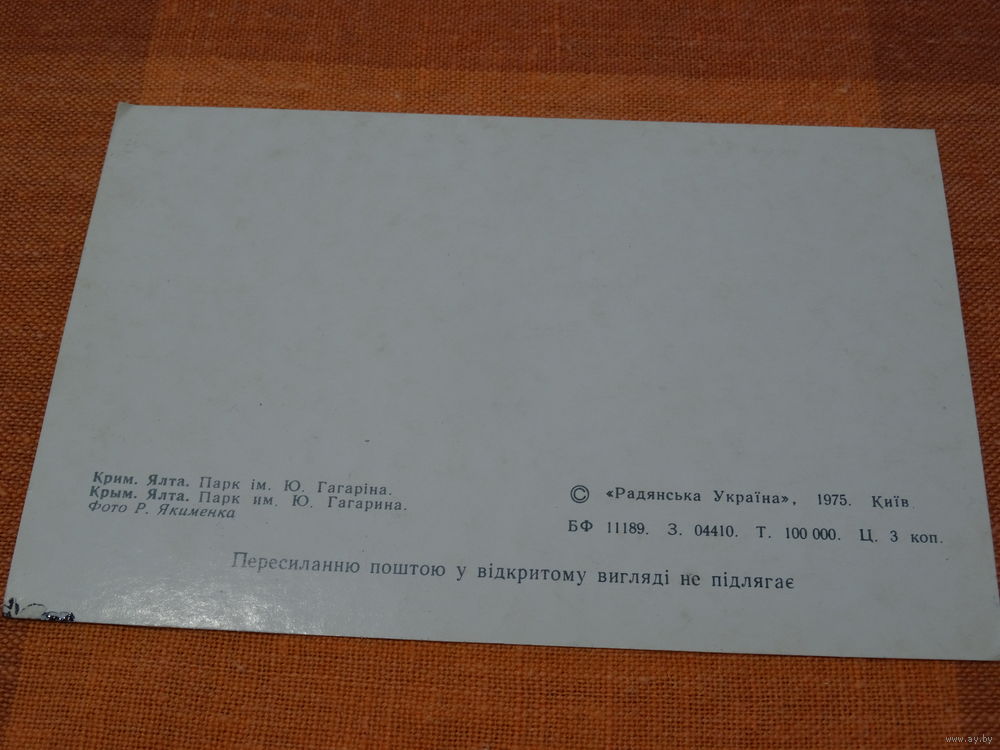 Крим. Ялта. Парк ім. Ю. Гагаріна.
Крым. Ялта. Парк им. Ю. Гагарина.
Фото Р. Якименка
© «Радянська Україна», 1975. Київ
БФ 11189. З. 04410. Т. 100 000. Ц. 3 коп.
Пересиланню поштою у відкритому вигляді не підлягає
www.ay.by